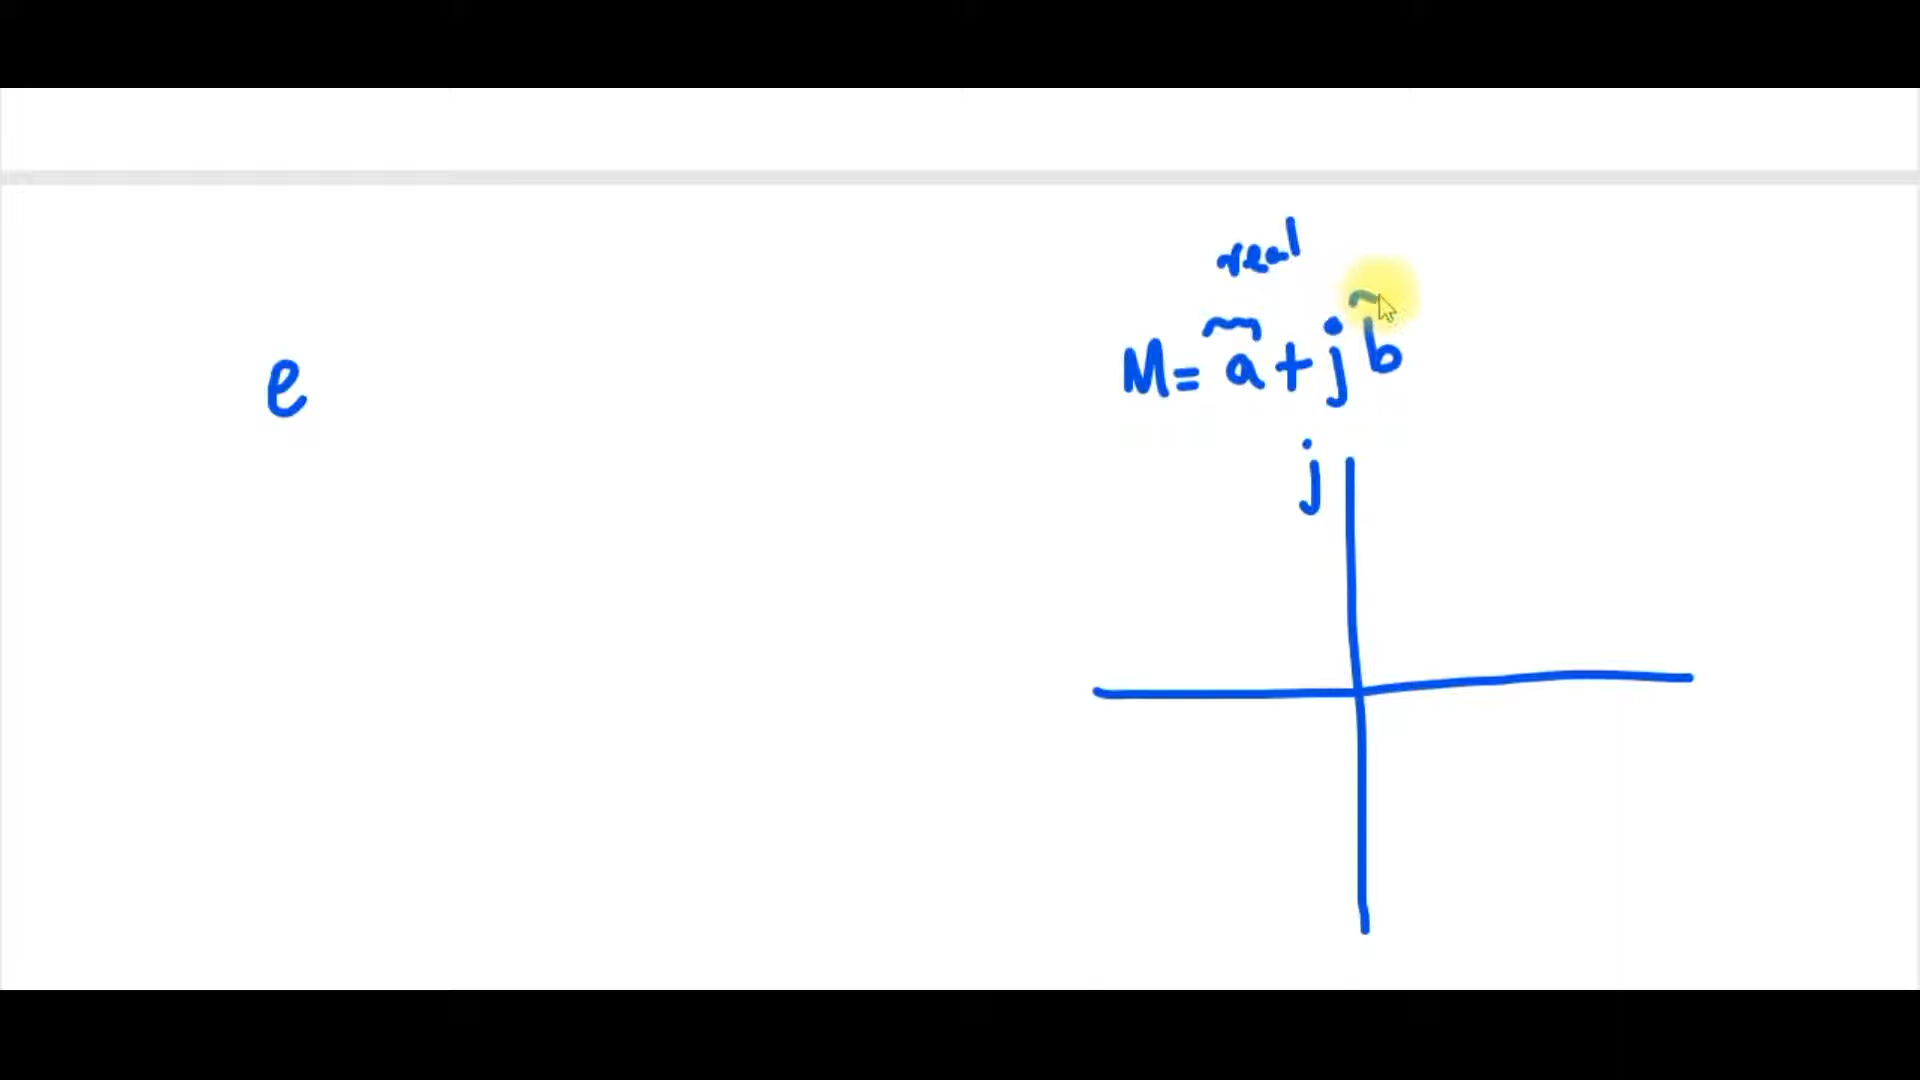 real
e
M = a + j b
j